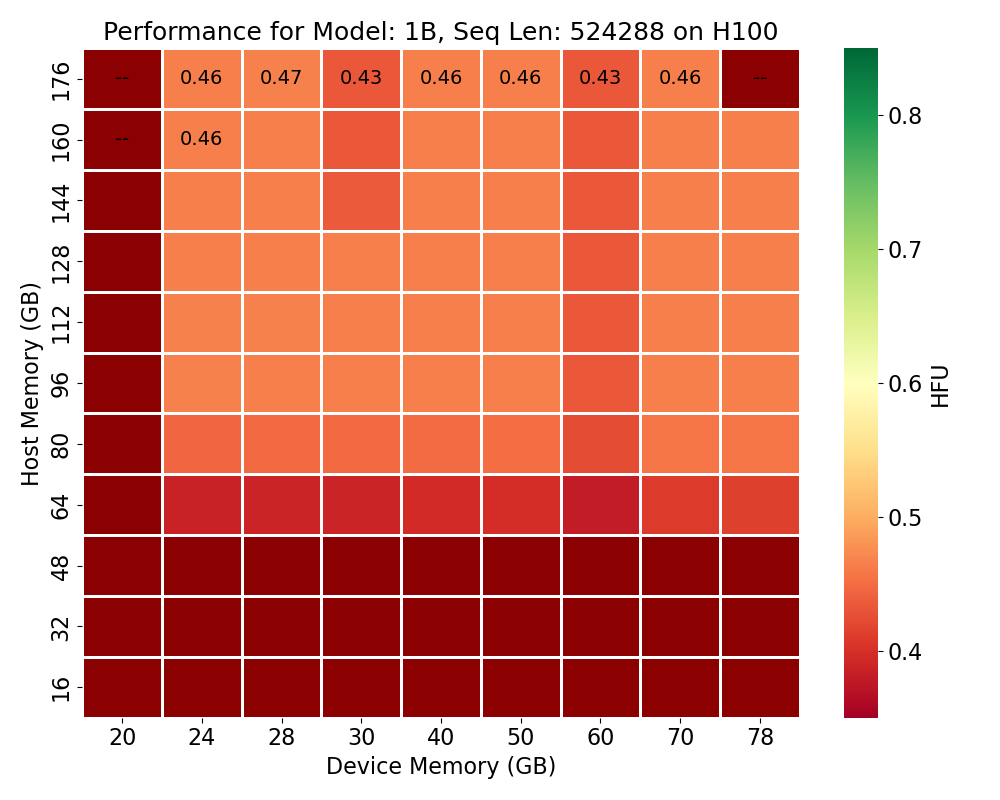 Performance for Model: 1B, Seq Len: 524288 on H100
176 -- 0.46 0.47 0.43 0.46 0.46 0.43 0.46 --
160 -- 0.46
144
128
112
96
80
64
48
32
16
Host Memory (GB)
20 24 28 30 40 50 60 70 78
Device Memory (GB)
0.8
0.7
0.6
0.5
0.4
HFU